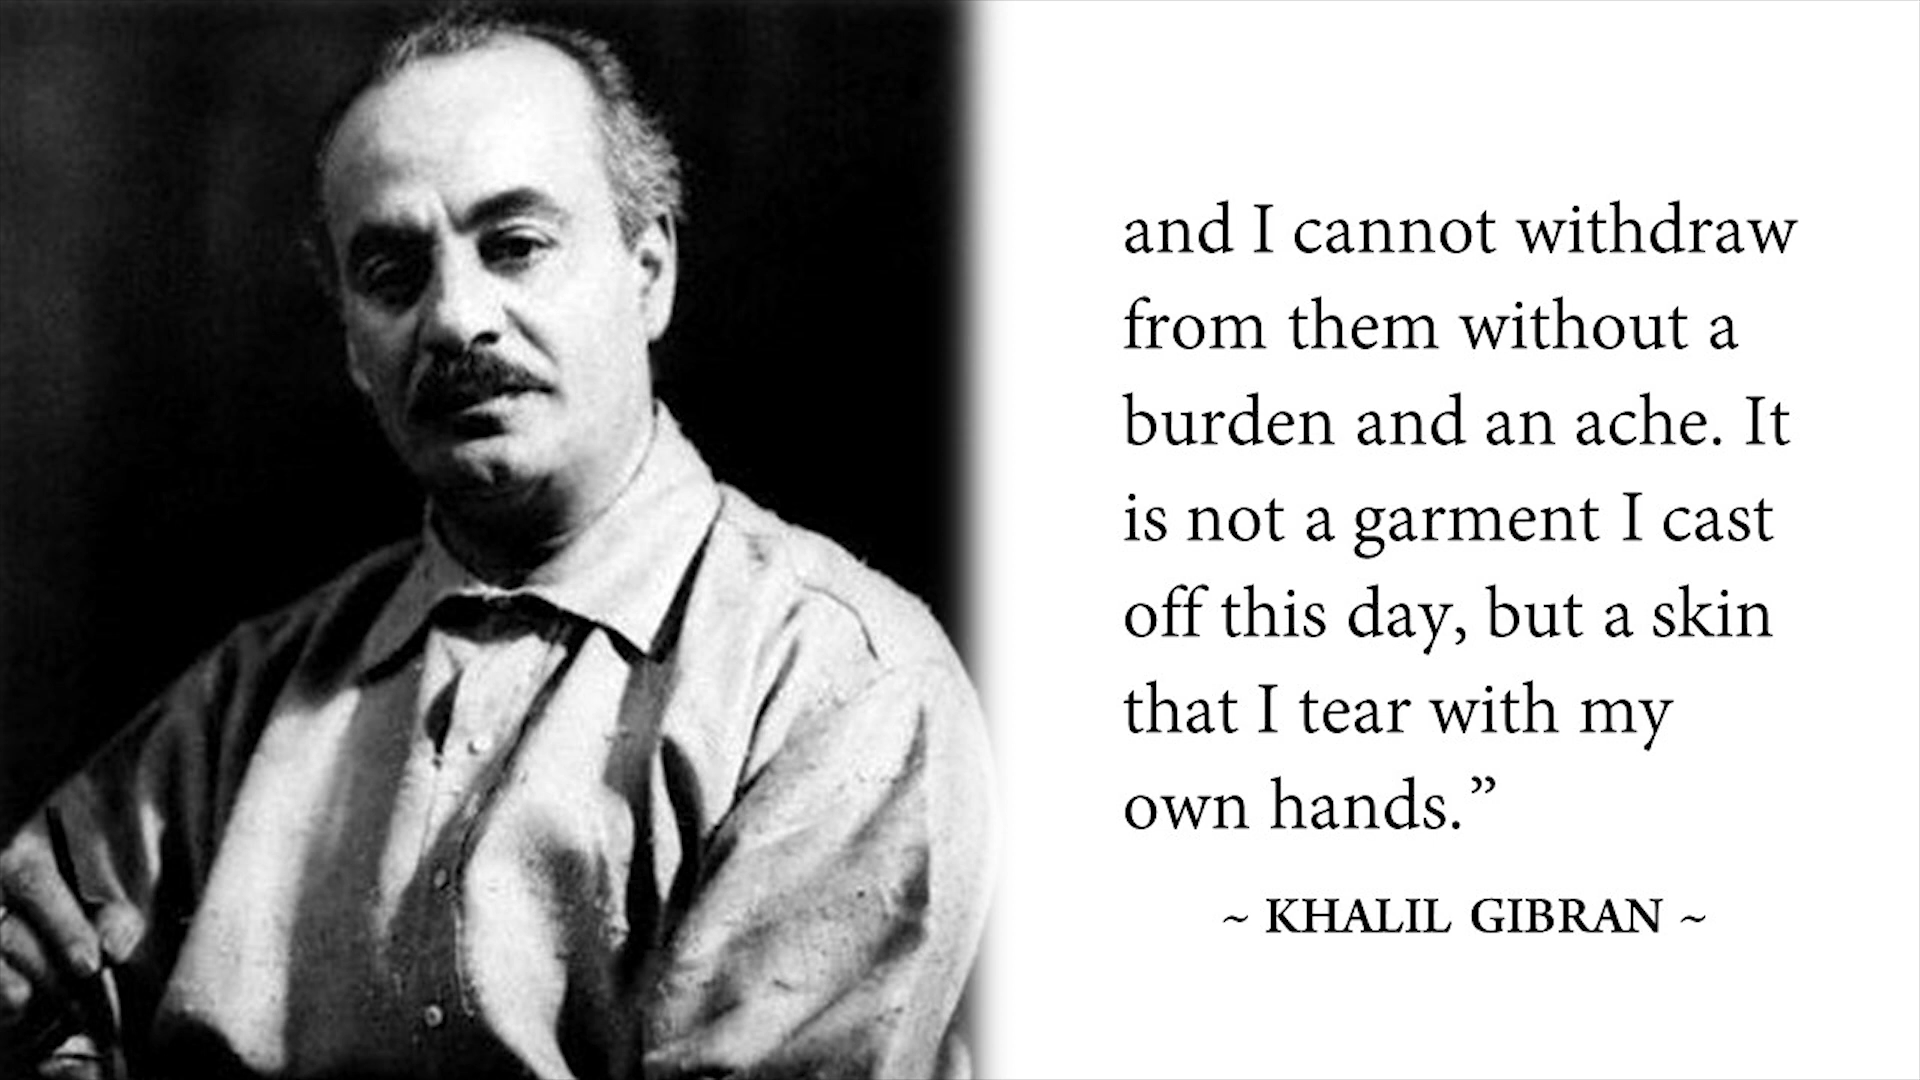 and I cannot withdraw
from them without a
burden and an ache. It
is not a garment I cast
off this day, but a skin
that I tear with my
own hands.”
~ KHALIL GIBRAN ~